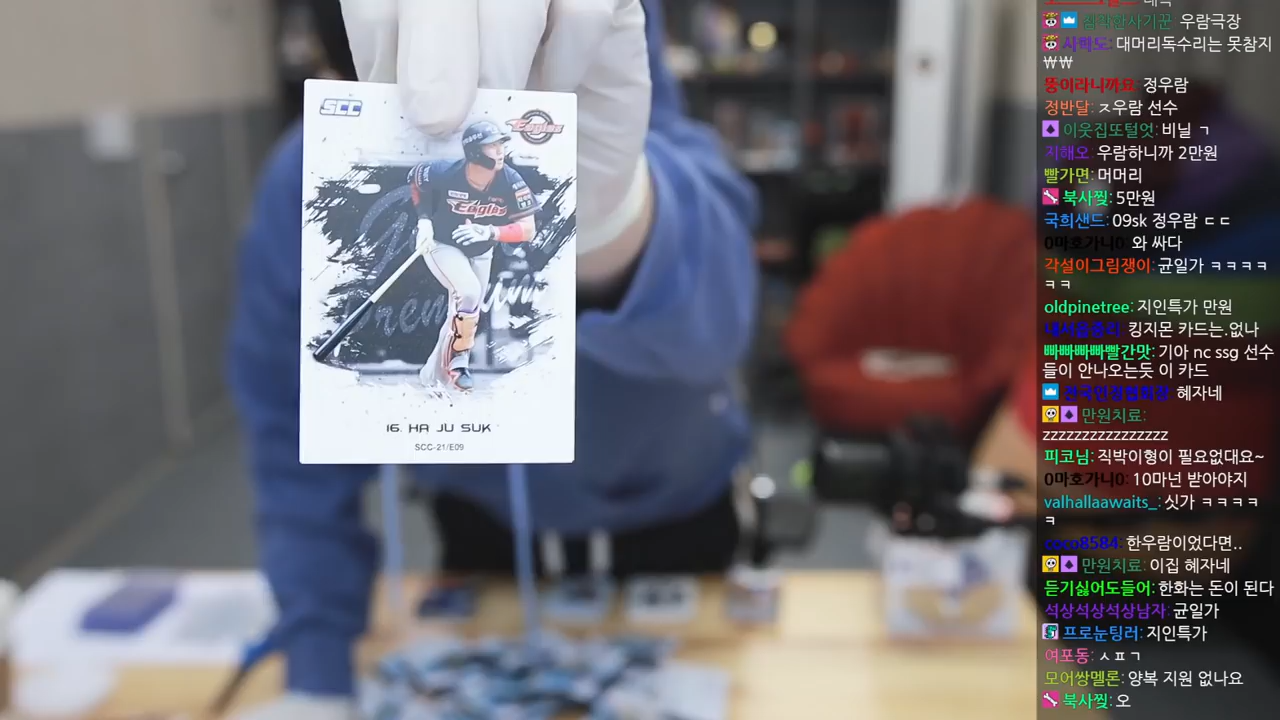 SCC
Eagles
Eagles
Premium
16. HA JU SUK
SCC-21/E09
우람극장
대머리독수리는 못참지
₩₩
뚱이라니까요: 정우람
정반달: ㅈ우람 선수
이웃집또털엇: 비닐 ㄱ
지해오: 우람하니까 2만원
빨가면: 머머리
북사찢: 5만원
국희샌드: 09sk 정우람 ㄷㄷ
0마호가니0: 와 싸다
각설이그림쟁이: 균일가 ㅋㅋㅋㅋ
ㅋㅋ
oldpinetree: 지인특가 만원
킹지몬 카드는.없나
빠빠빠빠빨간맛: 기아 nc ssg 선수
들이 안나오는듯 이 카드
혜자네
만원치료:
zzzzzzzzzzzzzzzz
피코님: 직박이형이 필요없대요~
0마호가니0: 10마넌 받아야지
valhallaawaits_: 싯가 ㅋㅋㅋㅋ
ㅋ
coco8584: 한우람이었다면..
만원치료: 이집 혜자네
듣기싫어도들어: 한화는 돈이 된다
석상석상석상남자: 균일가
프로눈팅러: 지인특가
여포동: ㅅㅍㄱ
모어쌍멜론: 양복 지원 없나요
북사찢: 오